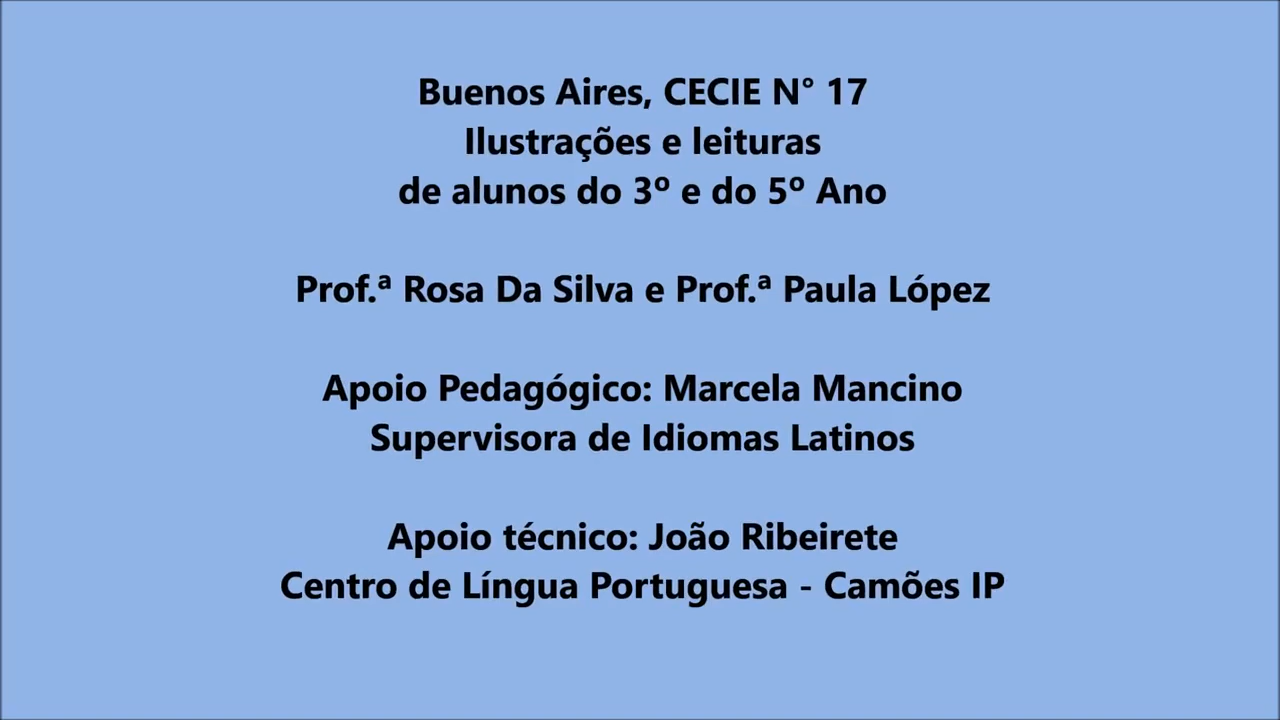 Buenos Aires, CECIE N° 17
Ilustrações e leituras
de alunos do 3º e do 5º Ano
Prof.ª Rosa Da Silva e Prof.ª Paula López
Apoio Pedagógico: Marcela Mancino
Supervisora de Idiomas Latinos
Apoio técnico: João Ribeirete
Centro de Língua Portuguesa - Camões IP